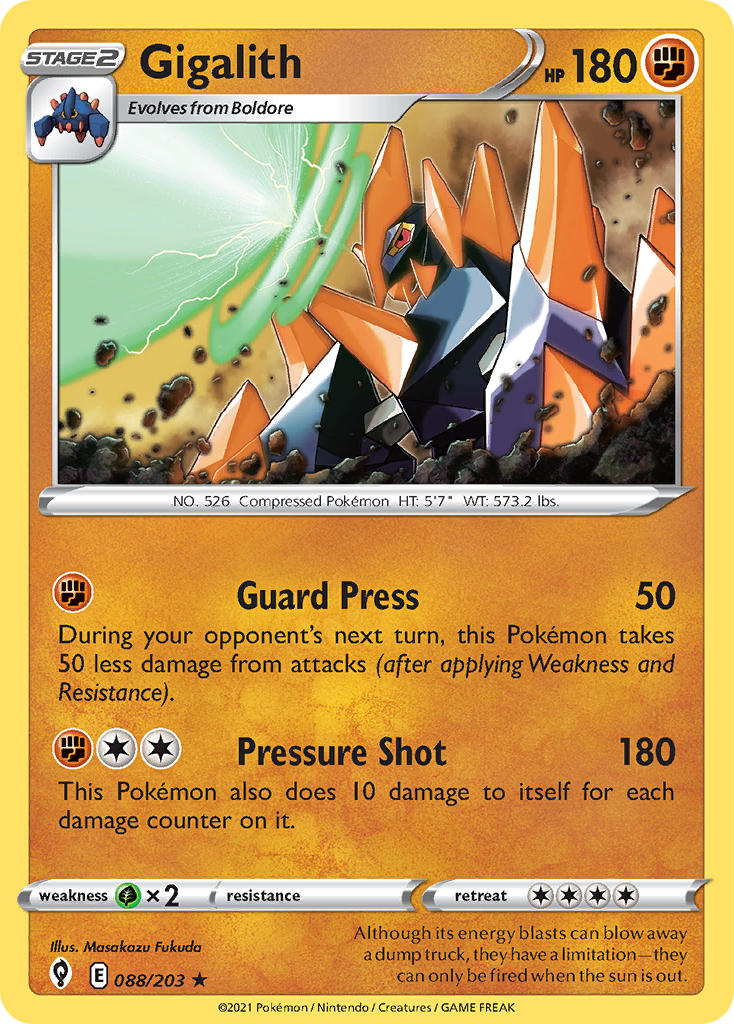 STAGE2
Gigalith
HP 180
Evolves from Boldore
NO. 526 Compressed Pokémon HT: 5'7" WT: 573.2 lbs.
Guard Press 50
During your opponent's next turn, this Pokémon takes
50 less damage from attacks (after applying Weakness and
Resistance).
Pressure Shot 180
This Pokémon also does 10 damage to itself for each
damage counter on it.
weakness ×2 resistance retreat
Illus. Masakazu Fukuda
Although its energy blasts can blow away
a dump truck, they have a limitation—they
can only be fired when the sun is out.
E 088/203 ★
©2021 Pokémon / Nintendo / Creatures / GAME FREAK